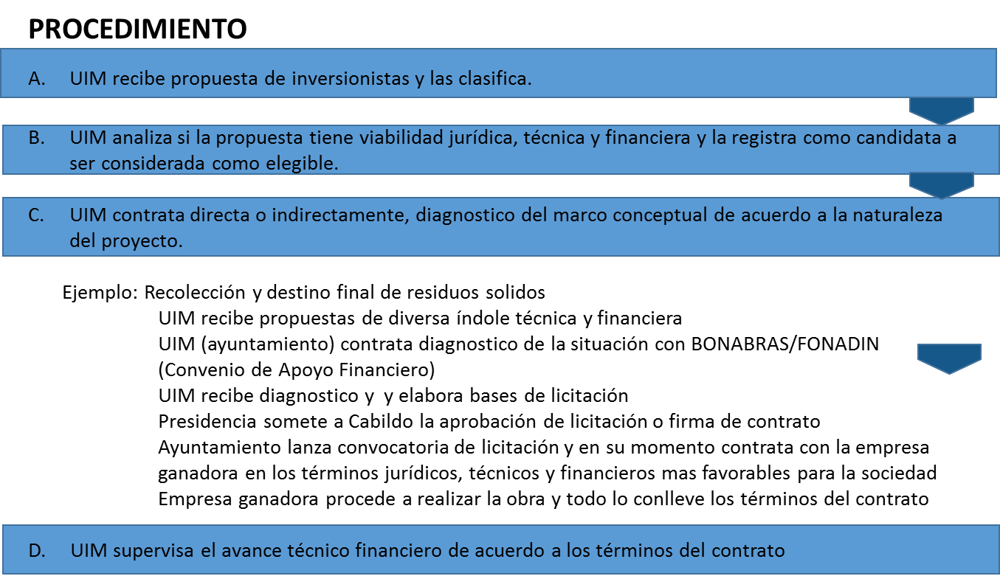 PROCEDIMIENTO
A. UIM recibe propuesta de inversionistas y las clasifica.
B. UIM analiza si la propuesta tiene viabilidad jurídica, técnica y financiera y la registra como candidata a
ser considerada como elegible.
C. UIM contrata directa o indirectamente, diagnostico del marco conceptual de acuerdo a la naturaleza
del proyecto.
Ejemplo: Recolección y destino final de residuos solidos
UIM recibe propuestas de diversa índole técnica y financiera
UIM (ayuntamiento) contrata diagnostico de la situación con BONABRAS/FONADIN
(Convenio de Apoyo Financiero)
UIM recibe diagnostico y y elabora bases de licitación
Presidencia somete a Cabildo la aprobación de licitación o firma de contrato
Ayuntamiento lanza convocatoria de licitación y en su momento contrata con la empresa
ganadora en los términos jurídicos, técnicos y financieros mas favorables para la sociedad
Empresa ganadora procede a realizar la obra y todo lo conlleve los términos del contrato
D. UIM supervisa el avance técnico financiero de acuerdo a los términos del contrato